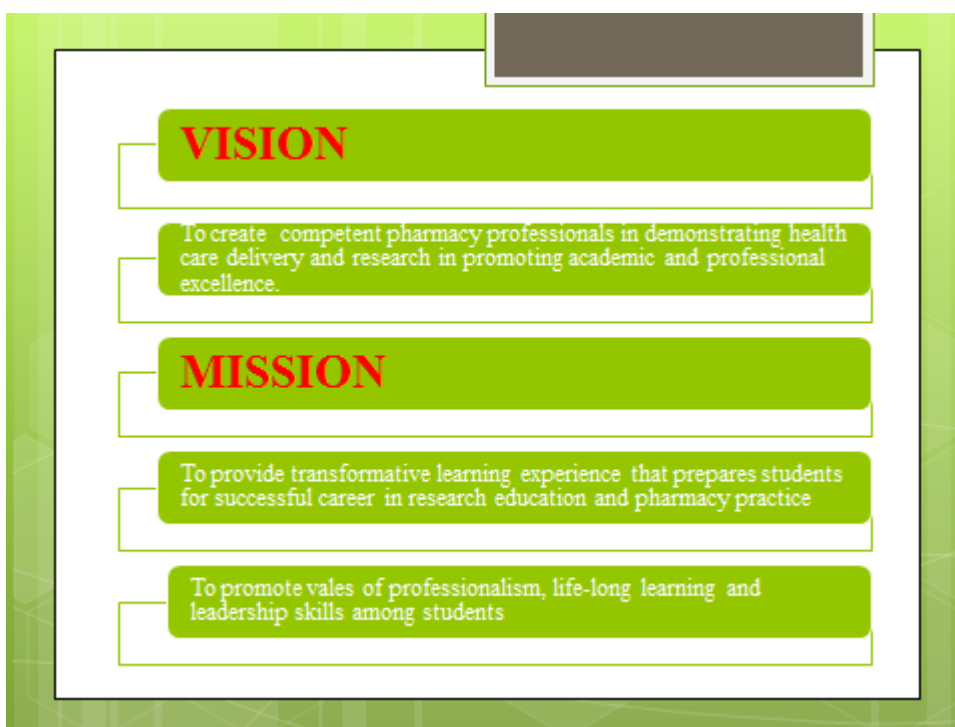 VISION
To create competent pharmacy professionals in demonstrating health
care delivery and research in promoting academic and professional
excellence.
MISSION
To provide transformative learning experience that prepares students
for successful career in research education and pharmacy practice
To promote vales of professionalism, life-long learning and
leadership skills among students